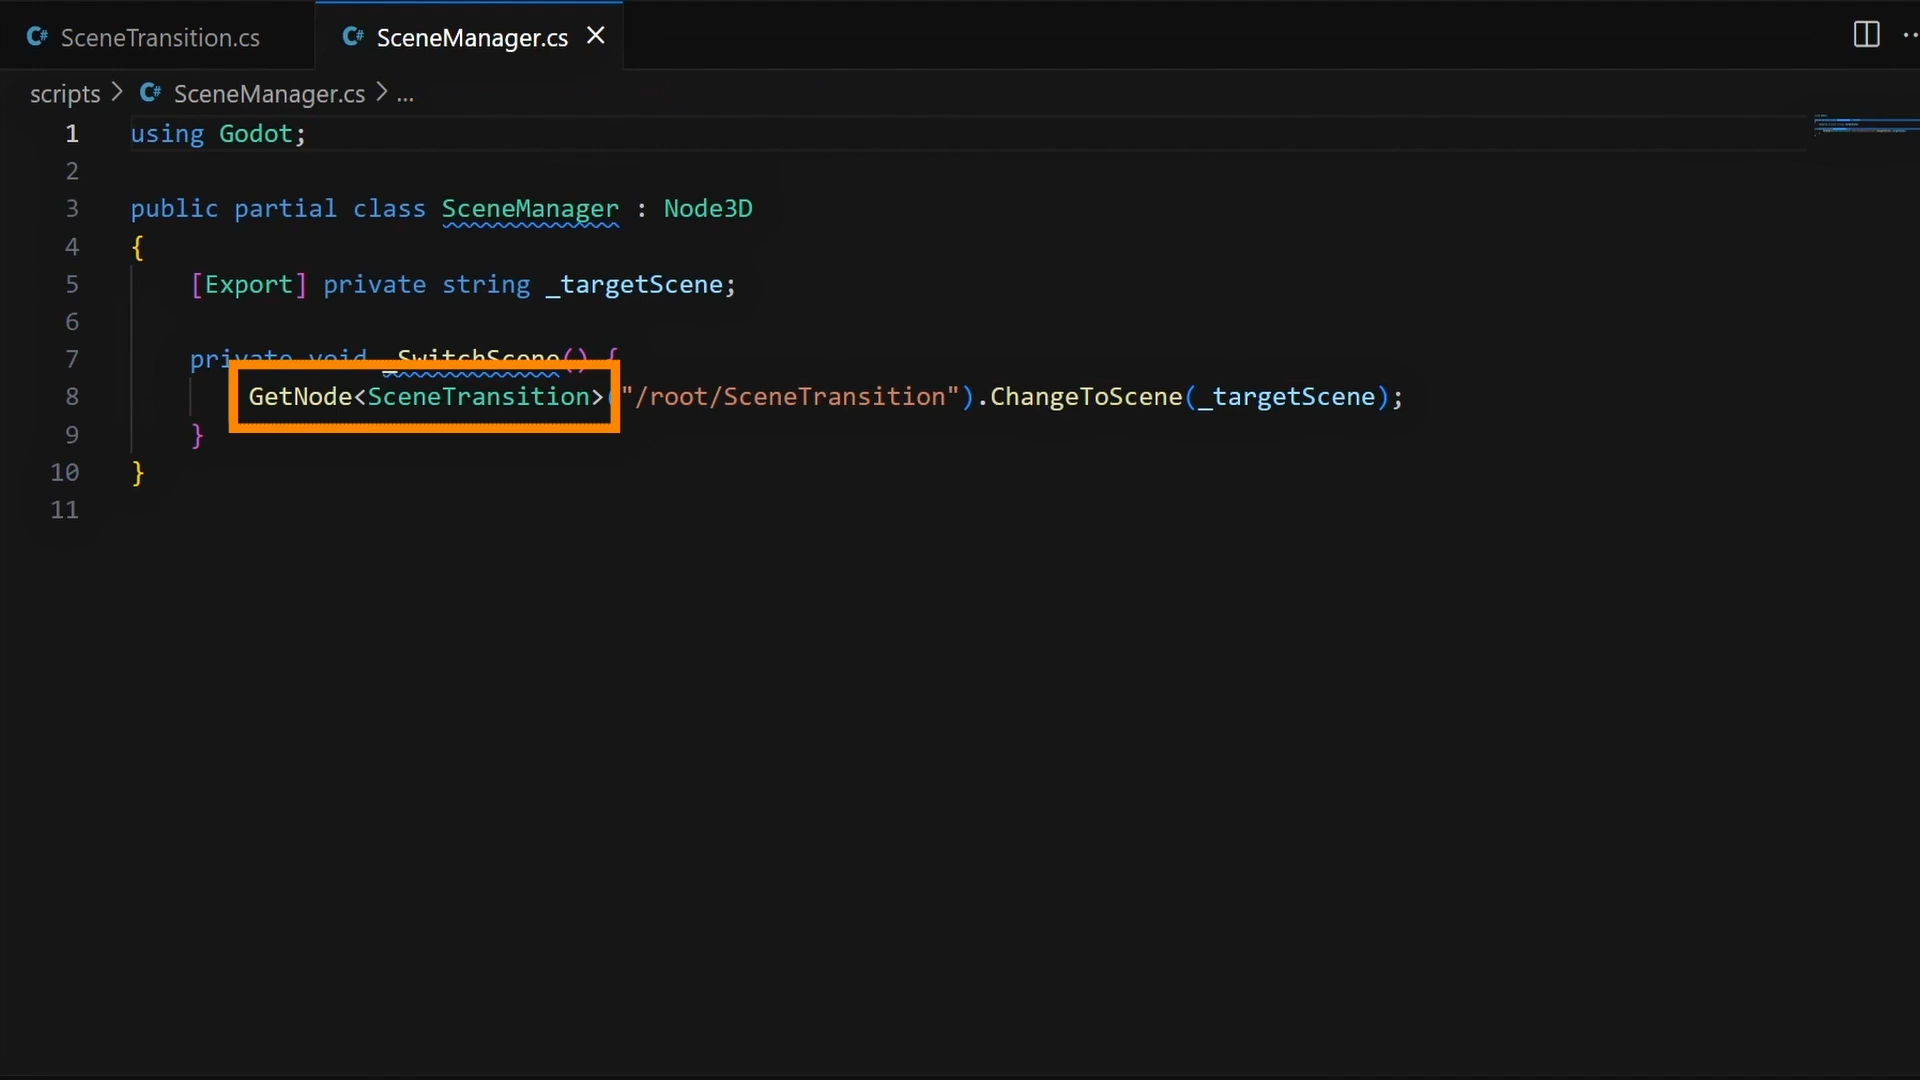 C# SceneTransition.cs C# SceneManager.cs
scripts > C# SceneManager.cs > ...
1 using Godot;
2
3 public partial class SceneManager : Node3D
4 {
5 [Export] private string _targetScene;
6
7 private void _SwitchScene() {
8 GetNode<SceneTransition>("/root/SceneTransition").ChangeToScene(_targetScene);
9 }
10 }
11